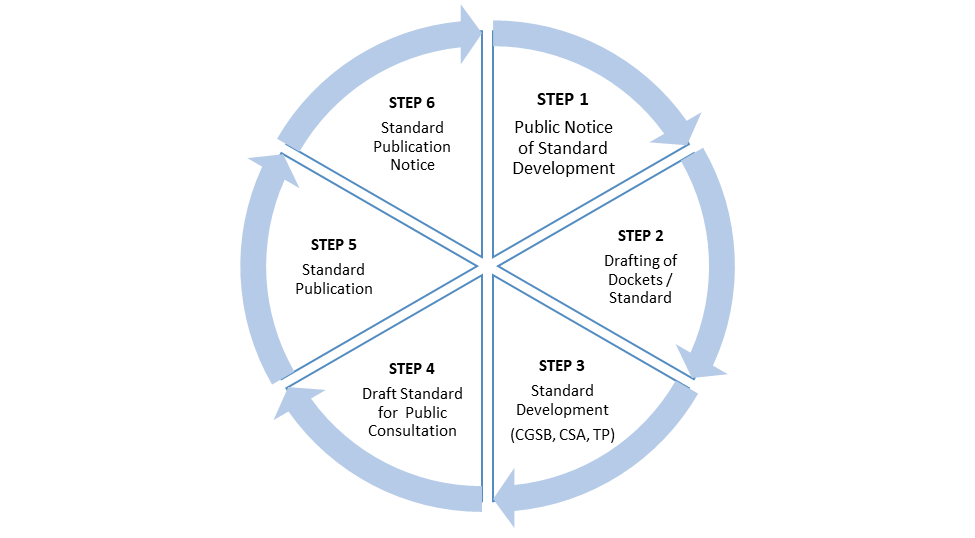 STEP 1
Public Notice
of Standard
Development
STEP 2
Drafting of
Dockets /
Standard
STEP 3
Standard
Development
(CGSB, CSA, TP)
STEP 4
Draft Standard
for Public
Consultation
STEP 5
Standard
Publication
STEP 6
Standard
Publication
Notice